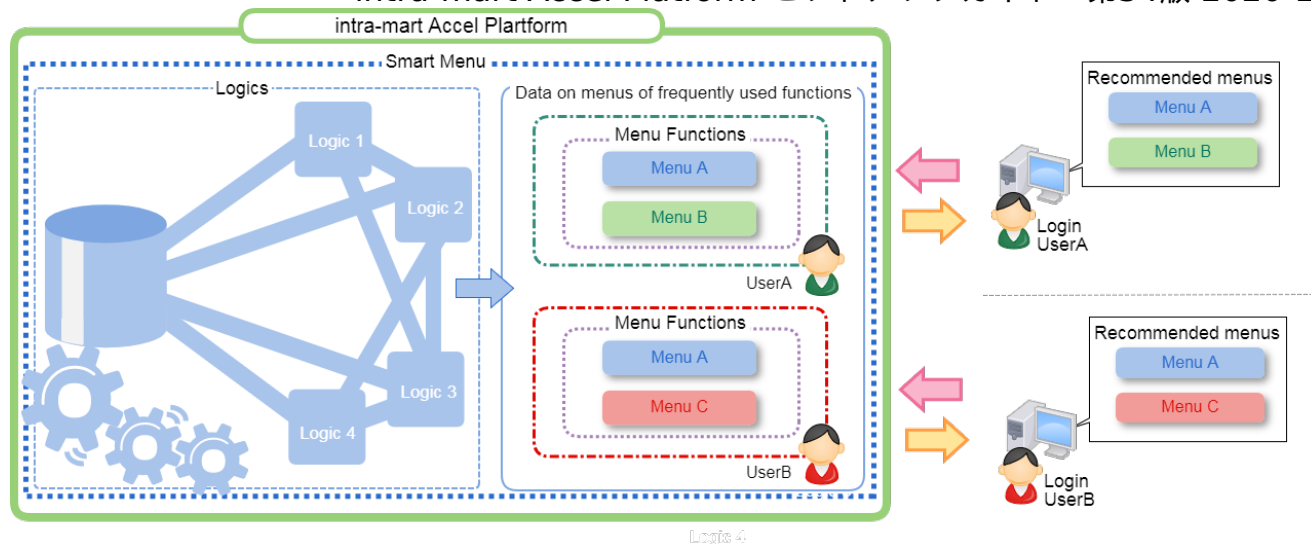 intra-mart Accel Plartform
Smart Menu
Logics
Logic 1
Logic 2
Logic 3
Logic 4
Data on menus of frequently used functions
Menu Functions
Menu A
Menu B
UserA
Menu Functions
Menu A
Menu C
UserB
Recommended menus
Menu A
Menu B
Login
UserA
Recommended menus
Menu A
Menu C
Login
UserB
Logic 4